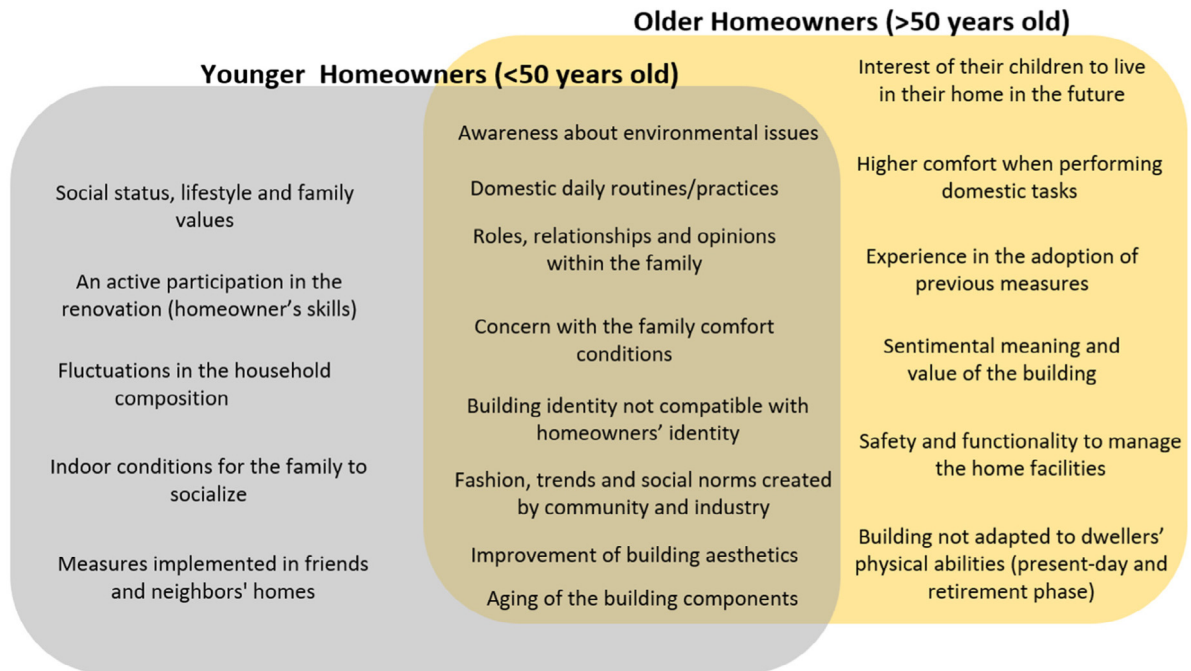 Older Homeowners (>50 years old)
Younger  Homeowners (<50 years old)
Social status, lifestyle and family
values
An active participation in the
renovation (homeowner’s skills)
Fluctuations in the household
composition
Indoor conditions for the family to
socialize
Measures implemented in friends
and neighbors' homes
Awareness about environmental issues
Domestic daily routines/practices
Roles, relationships and opinions
within the family
Concern with the family comfort
conditions
Building identity not compatible with
homeowners’ identity
Fashion, trends and social norms created
by community and industry
Improvement of building aesthetics
Aging of the building components
Interest of their children to live
in their home in the future
Higher comfort when performing
domestic tasks
Experience in the adoption of
previous measures
Sentimental meaning and
value of the building
Safety and functionality to manage
the home facilities
Building not adapted to dwellers’
physical abilities (present-day and
retirement phase)